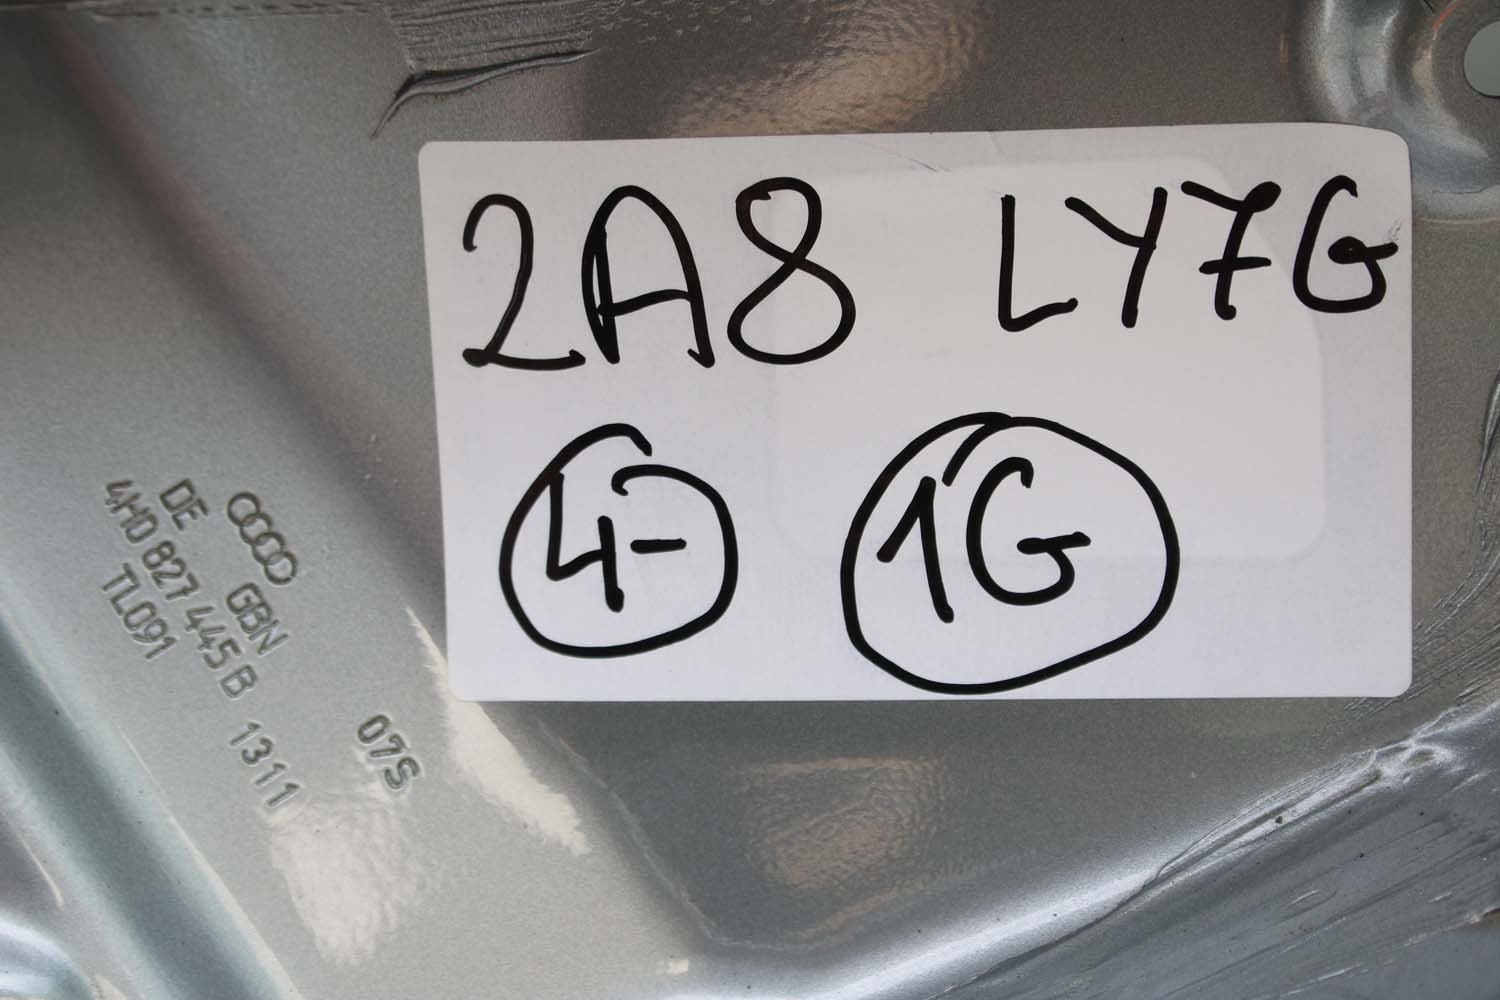 2A8 LY7G
4- 1G
DE GBN
4H0 827 445 B 1311
TL091
07S